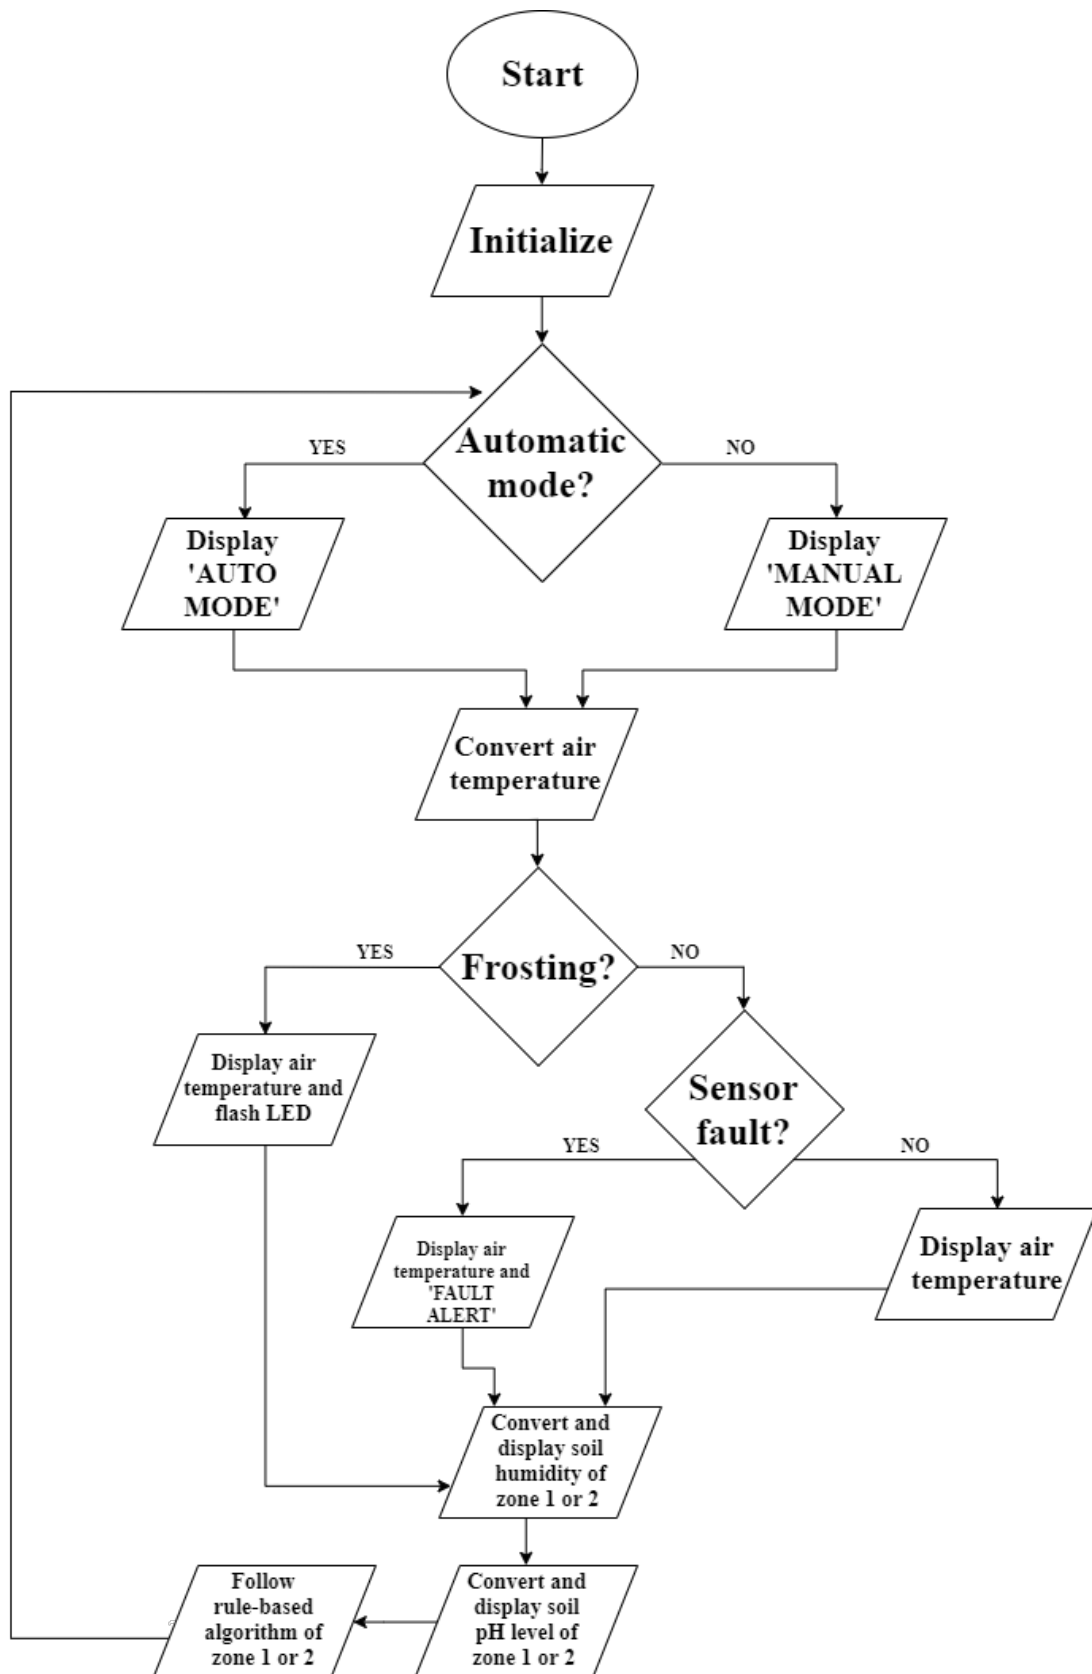 Start
Initialize
Automatic
mode?
YES
NO
Display
'AUTO
MODE'
Display
'MANUAL
MODE'
Convert air
temperature
Frosting?
YES
NO
Display air
temperature and
flash LED
Sensor
fault?
YES
NO
Display air
temperature and
'FAULT
ALERT'
Display air
temperature
Convert and
display soil
humidity of
zone 1 or 2
Convert and
display soil
pH level of
zone 1 or 2
Follow
rule-based
algorithm of
zone 1 or 2